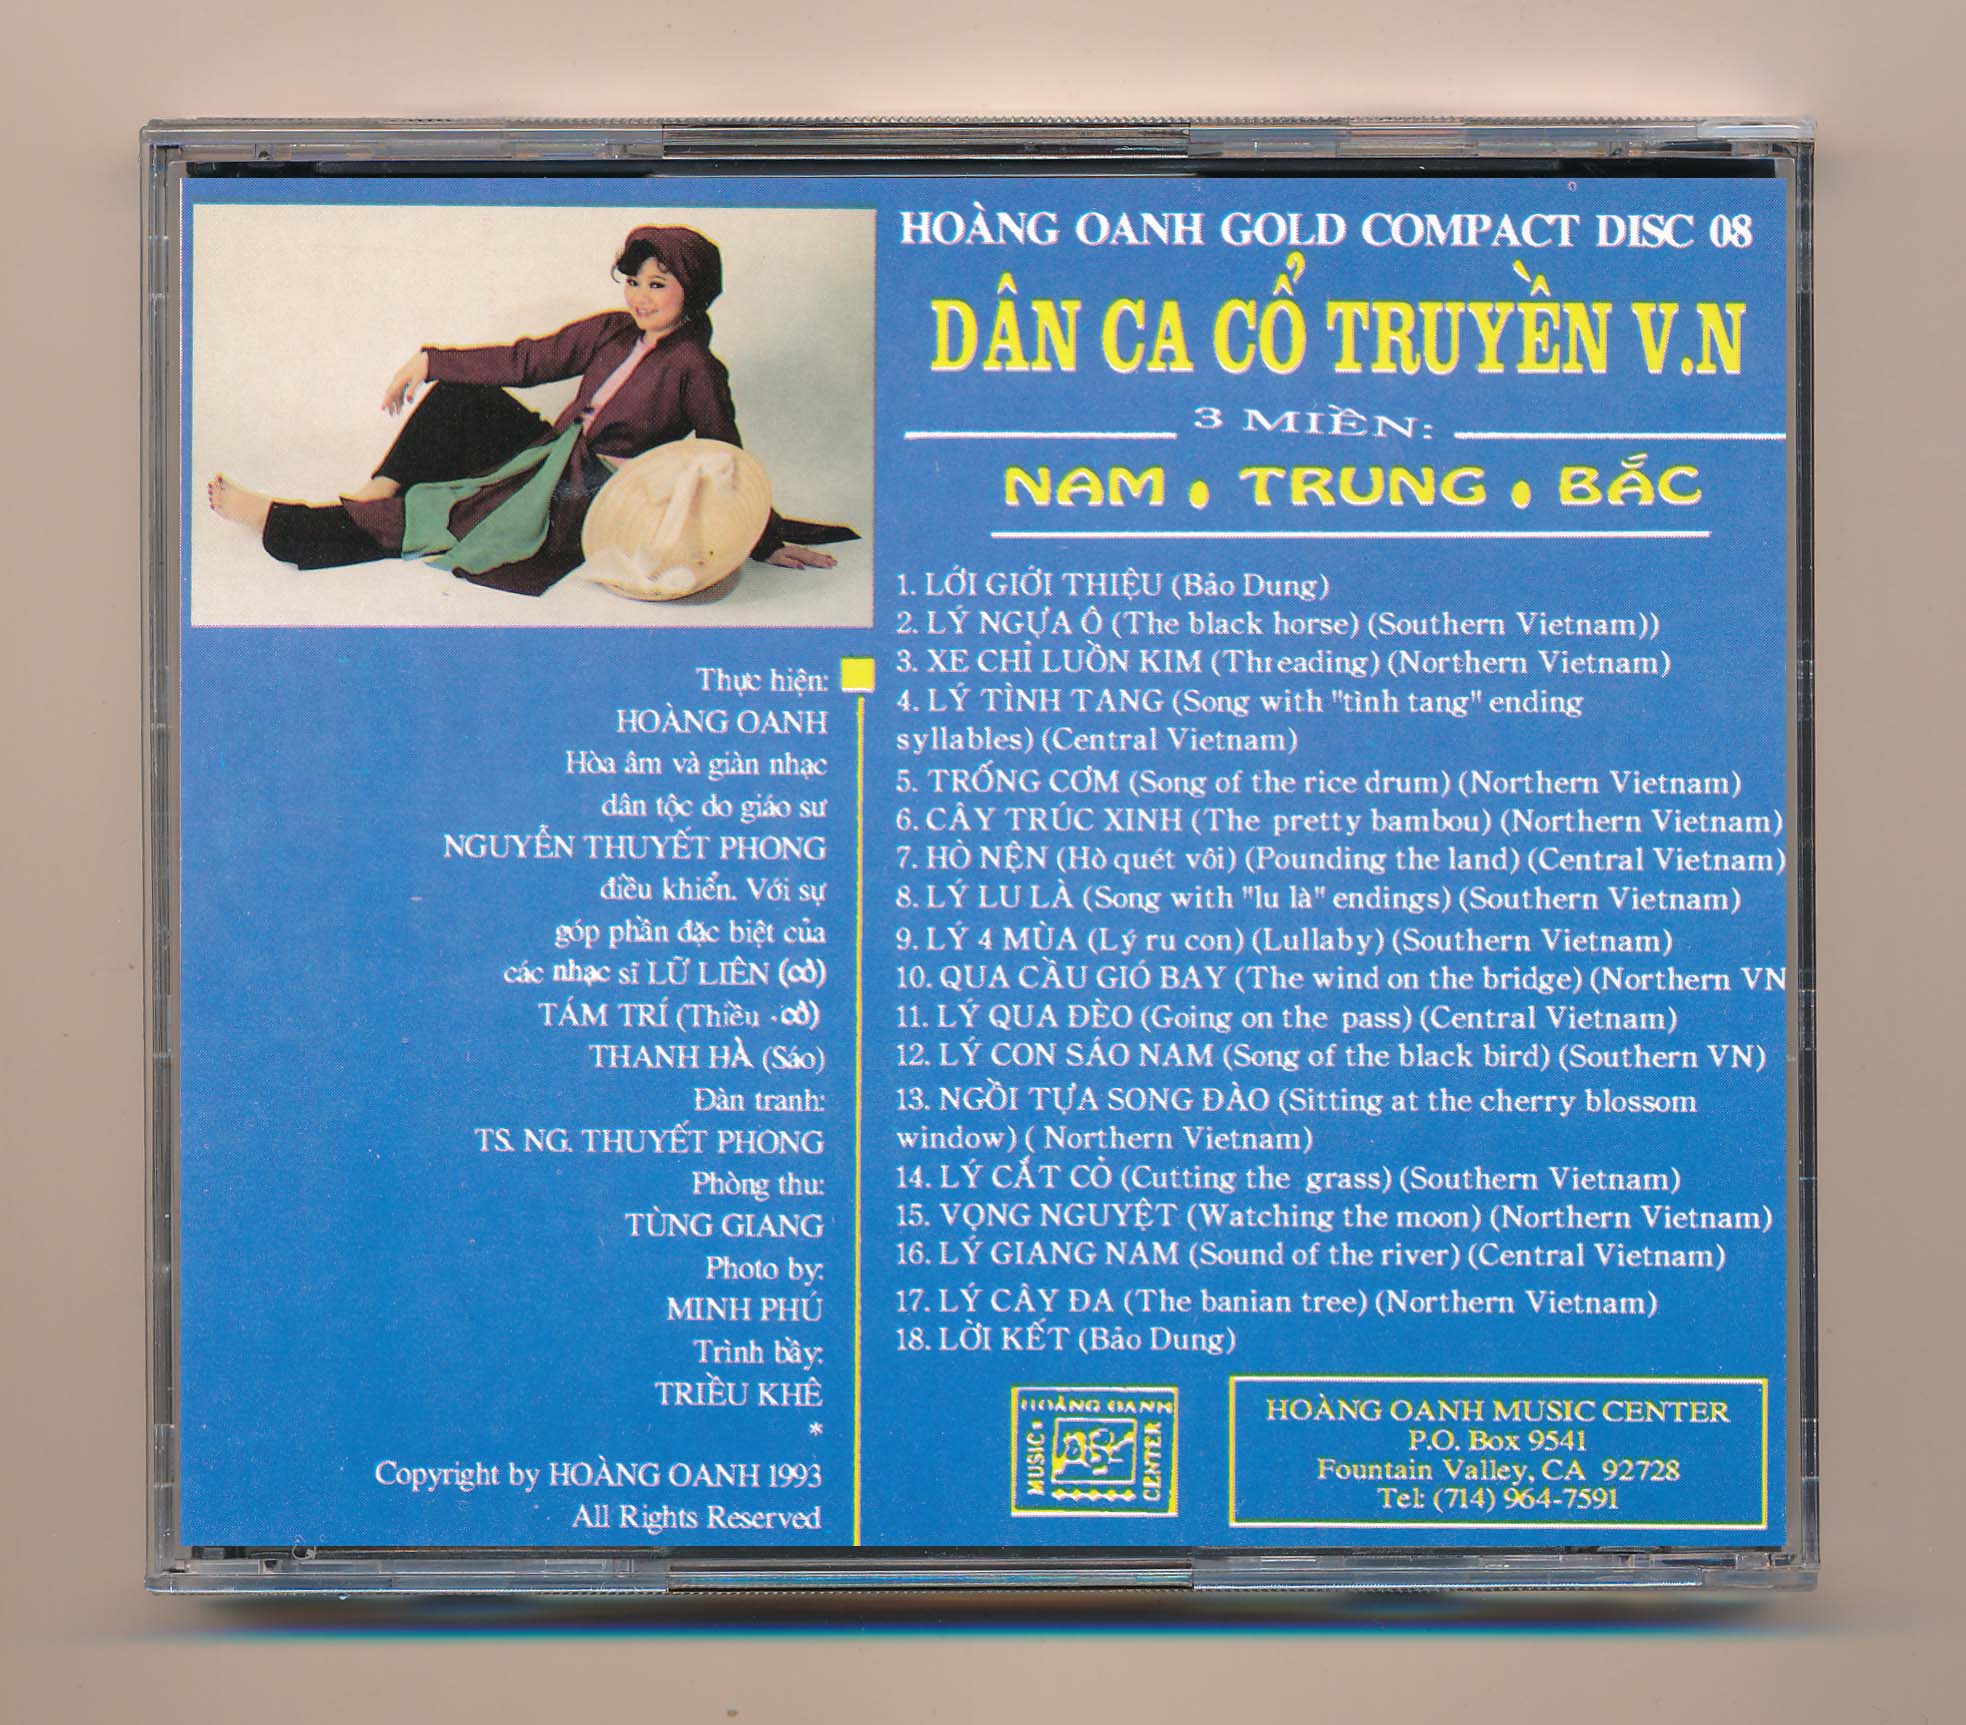 HOÀNG OANH GOLD COMPACT DISC 08
DÂN CA CỔ TRUYỀN V.N
3 MIỀN:
NAM . TRUNG . BẮC
1. LỚI GIỚI THIỆU (Bảo Dung)
2. LÝ NGỰA Ô (The black horse) (Southern Vietnam))
3. XE CHỈ LUỒN KIM (Threading) (Northern Vietnam)
4. LÝ TÌNH TANG (Song with "tình tang" ending
syllables) (Central Vietnam)
5. TRỐNG CƠM (Song of the rice drum) (Northern Vietnam)
6. CÂY TRÚC XINH (The pretty bambou) (Northern Vietnam)
7. HÒ NỆN (Hò quét vôi) (Pounding the land) (Central Vietnam)
8. LÝ LU LÀ (Song with "lu là" endings) (Southern Vietnam)
9. LÝ 4 MÙA (Lý ru con) (Lullaby) (Southern Vietnam)
10. QUA CẦU GIÓ BAY (The wind on the bridge) (Northern VN
11. LÝ QUA ĐÈO (Going on the pass) (Central Vietnam)
12. LÝ CON SÁO NAM (Song of the black bird) (Southern VN)
13. NGỒI TỰA SONG ĐÀO (Sitting at the cherry blossom
window) ( Northern Vietnam)
14. LÝ CẮT CỎ (Cutting the grass) (Southern Vietnam)
15. VỌNG NGUYỆT (Watching the moon) (Northern Vietnam)
16. LÝ GIANG NAM (Sound of the river) (Central Vietnam)
17. LÝ CÂY ĐA (The banian tree) (Northern Vietnam)
18. LỜI KẾT (Bảo Dung)
Thực hiện:
HOÀNG OANH
Hòa âm và giàn nhạc
dân tộc do giáo sư
NGUYỄN THUYẾT PHONG
điều khiển. Với sự
góp phần đặc biệt của
các nhạc sĩ LỮ LIÊN (cò)
TÁM TRÍ (Thiều
THANH HÀ (Sáo)
Đàn tranh:
TS. NG. THUYẾT PHONG
Phòng thu:
TÙNG GIANG
Photo by:
MINH PHÚ
Trình bầy:
TRIỀU KHÊ
*
Copyright by HOÀNG OANH 1993
All Rights Reserved
HOÀNG OANH
MUSIC
CENTER
HOÀNG OANH MUSIC CENTER
P.O. Box 9541
Fountain Valley, CA 92728
Tel: (714) 964-7591